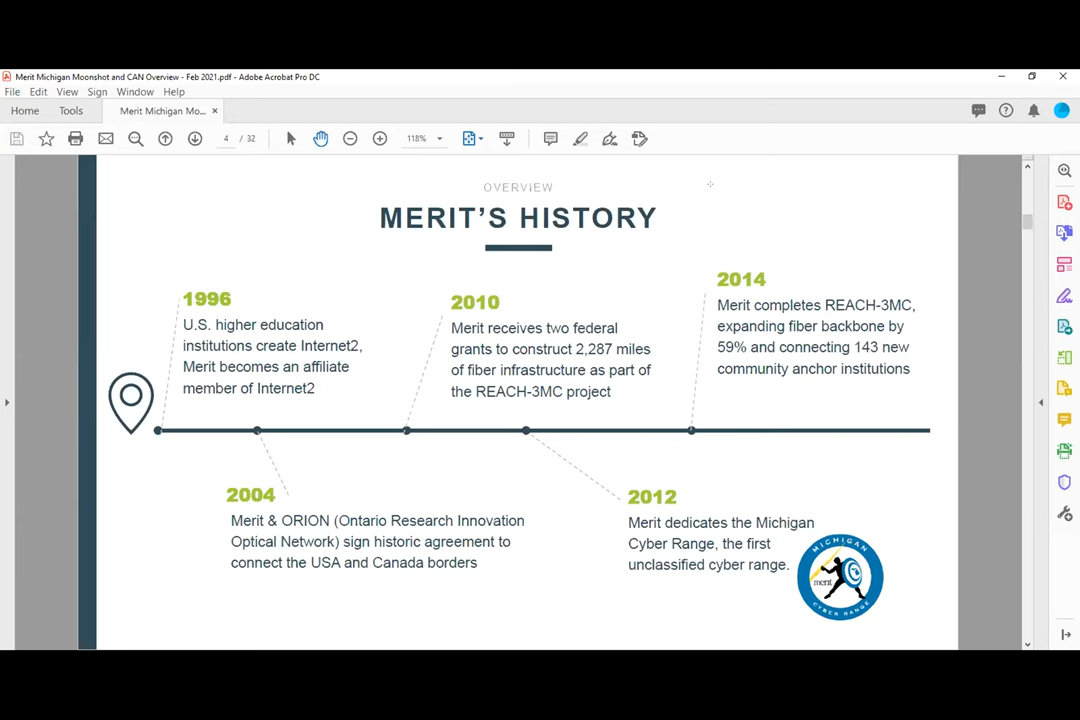 Merit Michigan Moonshot and CAN Overview - Feb 2021.pdf - Adobe Acrobat Pro DC
File Edit View Sign Window Help
Home Tools Merit Michigan Mo... ×
4 / 32 118%
OVERVIEW
MERIT'S HISTORY
1996
U.S. higher education
institutions create Internet2,
Merit becomes an affiliate
member of Internet2
2010
Merit receives two federal
grants to construct 2,287 miles
of fiber infrastructure as part of
the REACH-3MC project
2014
Merit completes REACH-3MC,
expanding fiber backbone by
59% and connecting 143 new
community anchor institutions
2004
Merit & ORION (Ontario Research Innovation
Optical Network) sign historic agreement to
connect the USA and Canada borders
2012
Merit dedicates the Michigan
Cyber Range, the first
unclassified cyber range.
MICHIGAN
merit
CYBER RANGE